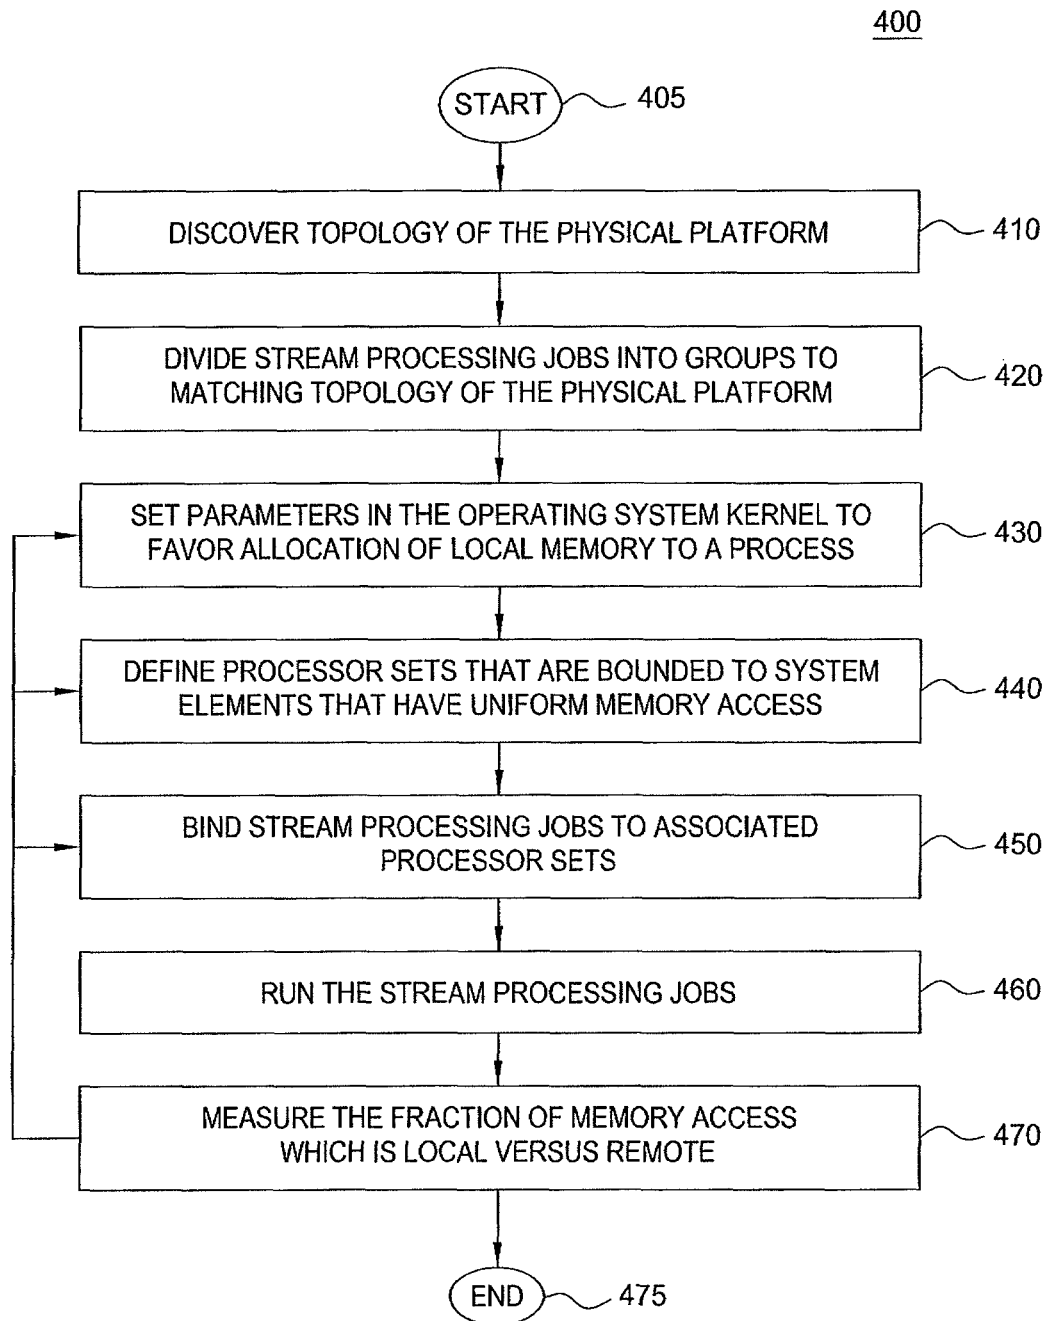 400
START
405
DISCOVER TOPOLOGY OF THE PHYSICAL PLATFORM
410
DIVIDE STREAM PROCESSING JOBS INTO GROUPS TO
MATCHING TOPOLOGY OF THE PHYSICAL PLATFORM
420
SET PARAMETERS IN THE OPERATING SYSTEM KERNEL TO
FAVOR ALLOCATION OF LOCAL MEMORY TO A PROCESS
430
DEFINE PROCESSOR SETS THAT ARE BOUNDED TO SYSTEM
ELEMENTS THAT HAVE UNIFORM MEMORY ACCESS
440
BIND STREAM PROCESSING JOBS TO ASSOCIATED
PROCESSOR SETS
450
RUN THE STREAM PROCESSING JOBS
460
MEASURE THE FRACTION OF MEMORY ACCESS
WHICH IS LOCAL VERSUS REMOTE
470
END
475